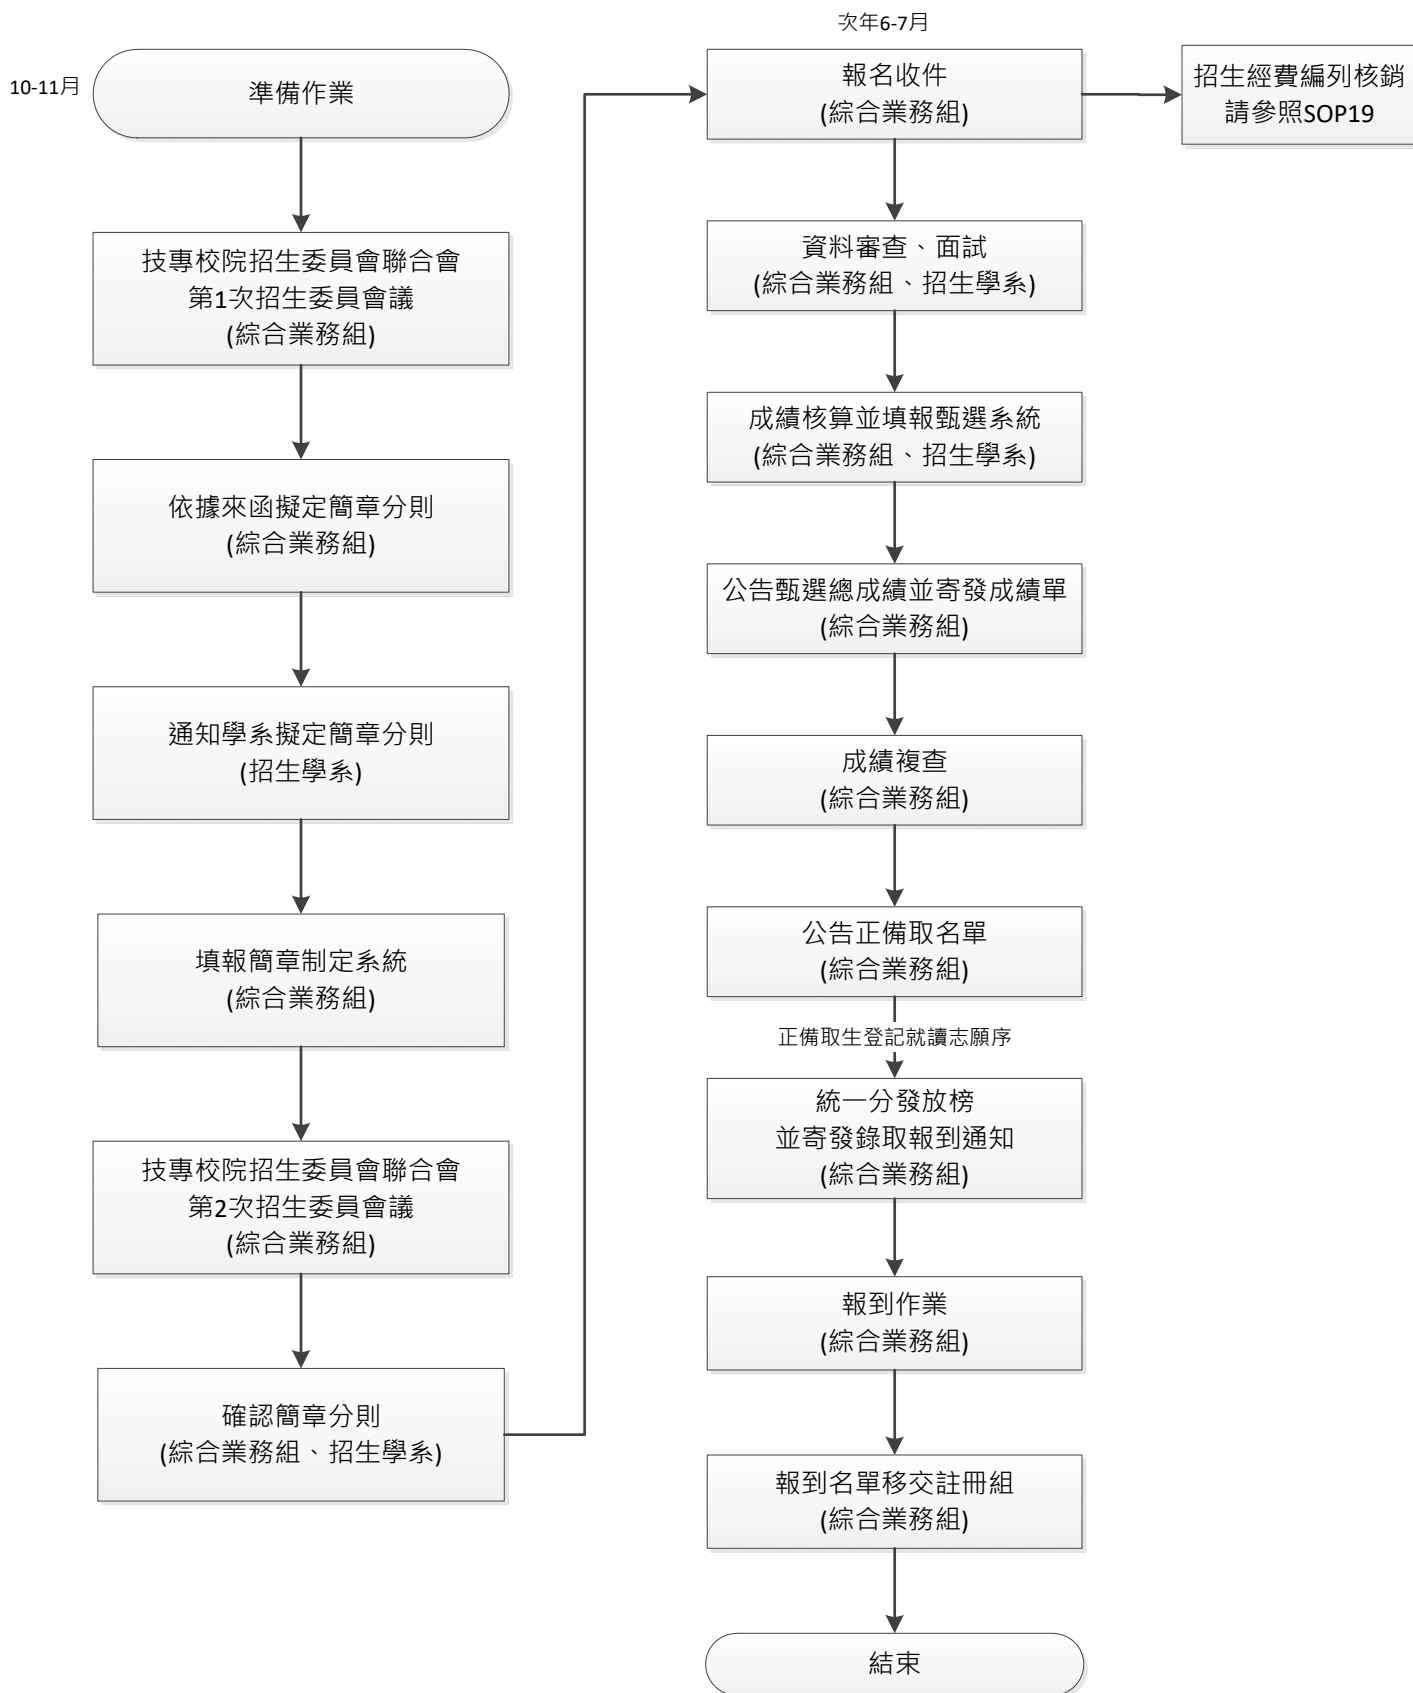 10-11月
準備作業
技專校院招生委員會聯合會
第1次招生委員會議
(綜合業務組)
依據來函擬定簡章分則
(綜合業務組)
通知學系擬定簡章分則
(招生學系)
填報簡章制定系統
(綜合業務組)
技專校院招生委員會聯合會
第2次招生委員會議
(綜合業務組)
確認簡章分則
(綜合業務組、招生學系)
次年6-7月
報名收件
(綜合業務組)
招生經費編列核銷
請參照SOP19
資料審查、面試
(綜合業務組、招生學系)
成績核算並填報甄選系統
(綜合業務組、招生學系)
公告甄選總成績並寄發成績單
(綜合業務組)
成績複查
(綜合業務組)
公告正備取名單
(綜合業務組)
正備取生登記就讀志願序
統一分發放榜
並寄發錄取報到通知
(綜合業務組)
報到作業
(綜合業務組)
報到名單移交註冊組
(綜合業務組)
結束